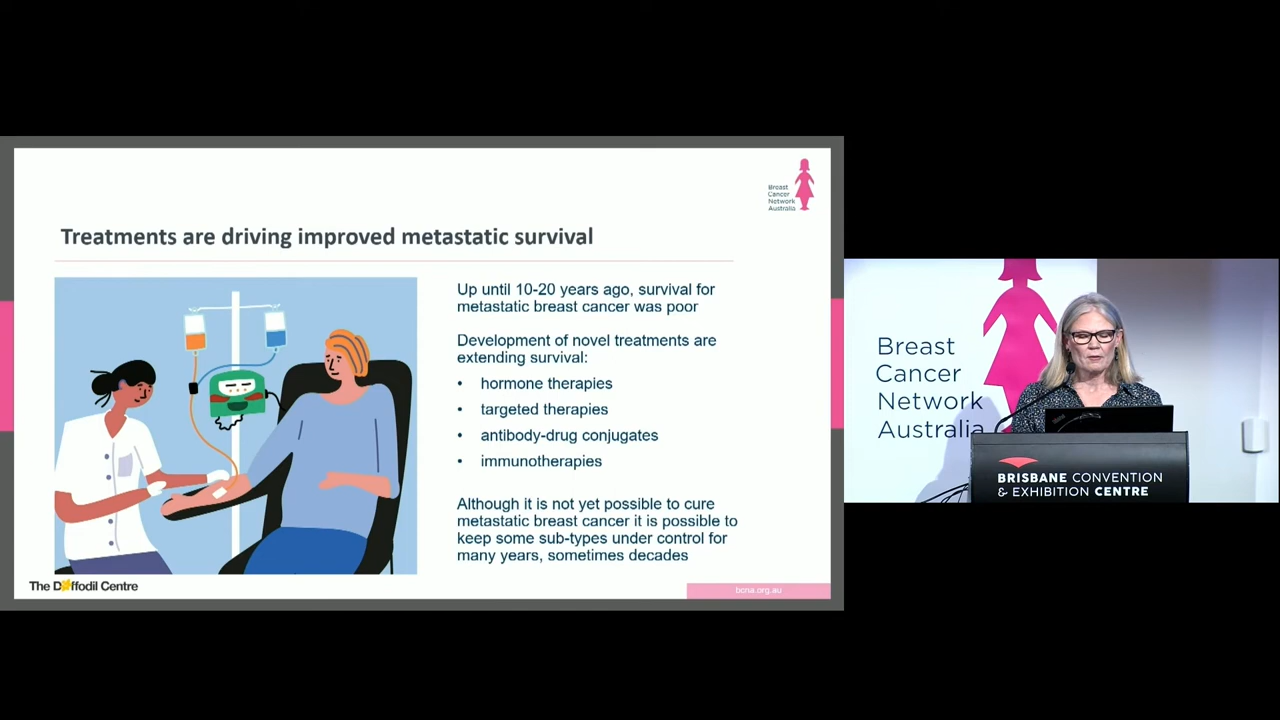 Breast
Cancer
Network
Australia
Treatments are driving improved metastatic survival
Up until 10-20 years ago, survival for
metastatic breast cancer was poor
Development of novel treatments are
extending survival:
• hormone therapies
• targeted therapies
• antibody-drug conjugates
• immunotherapies
Although it is not yet possible to cure
metastatic breast cancer it is possible to
keep some sub-types under control for
many years, sometimes decades
The Daffodil Centre
bcna.org.au
Breast
Cancer
Network
Australia
BRISBANE CONVENTION
& EXHIBITION CENTRE